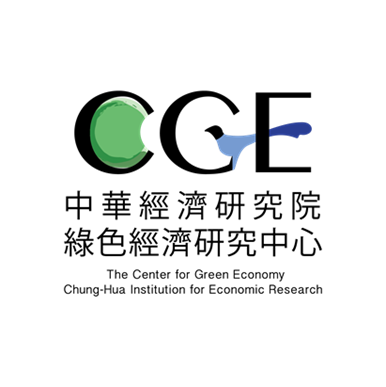 CGE
中華經濟研究院
綠色經濟研究中心
The Center for Green Economy
Chung-Hua Institution for Economic Research